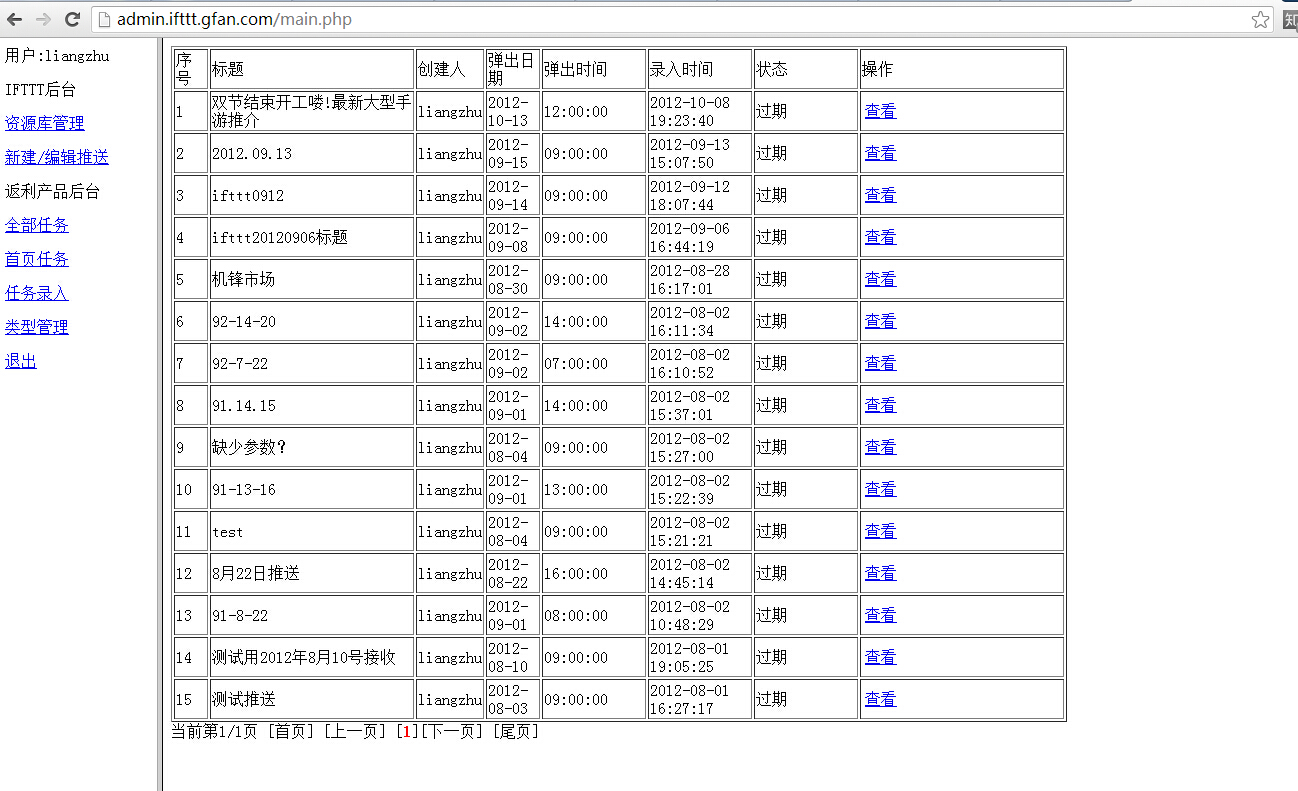 admin.ifttt.gfan.com/main.php
知
用户:liangzhu
IFTTT后台
资源库管理
新建/编辑推送
返利产品后台
全部任务
首页任务
任务录入
类型管理
退出
序
号
标题
创建人
弹出日
期
弹出时间
录入时间
状态
操作
1
双节结束开工喽!最新大型手
游推介
liangzhu
2012-
10-13
12:00:00
2012-10-08
19:23:40
过期
查看
2
2012.09.13
liangzhu
2012-
09-15
09:00:00
2012-09-13
15:07:50
过期
查看
3
ifttt0912
liangzhu
2012-
09-14
09:00:00
2012-09-12
18:07:44
过期
查看
4
ifttt20120906标题
liangzhu
2012-
09-08
09:00:00
2012-09-06
16:44:19
过期
查看
5
机锋市场
liangzhu
2012-
08-30
09:00:00
2012-08-28
16:17:01
过期
查看
6
92-14-20
liangzhu
2012-
09-02
14:00:00
2012-08-02
16:11:34
过期
查看
7
92-7-22
liangzhu
2012-
09-02
07:00:00
2012-08-02
16:10:52
过期
查看
8
91.14.15
liangzhu
2012-
09-01
14:00:00
2012-08-02
15:37:01
过期
查看
9
缺少参数?
liangzhu
2012-
08-04
09:00:00
2012-08-02
15:27:00
过期
查看
10
91-13-16
liangzhu
2012-
09-01
13:00:00
2012-08-02
15:22:39
过期
查看
11
test
liangzhu
2012-
08-04
09:00:00
2012-08-02
15:21:21
过期
查看
12
8月22日推送
liangzhu
2012-
08-22
16:00:00
2012-08-02
14:45:14
过期
查看
13
91-8-22
liangzhu
2012-
09-01
08:00:00
2012-08-02
10:48:29
过期
查看
14
测试用2012年8月10号接收
liangzhu
2012-
08-10
09:00:00
2012-08-01
19:05:25
过期
查看
15
测试推送
liangzhu
2012-
08-03
09:00:00
2012-08-01
16:27:17
过期
查看
当前第1/1页 [首页] [上一页] [1][下一页] [尾页]